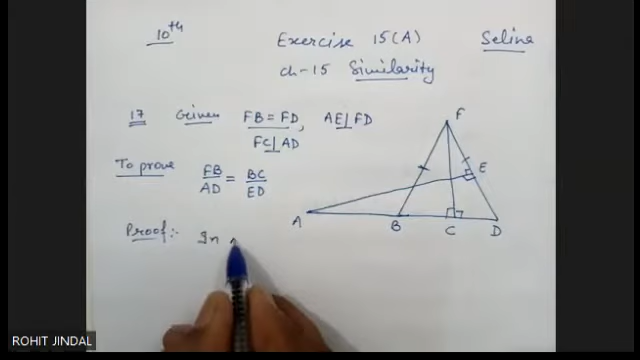 10th
Exercise 15(A) Selina
Ch-15 Similarity
17 Given FB = FD, AE⊥FD
FC⊥AD
To prove FB/AD = BC/ED
Proof:- In
F
E
A B C D
ROHIT JINDAL